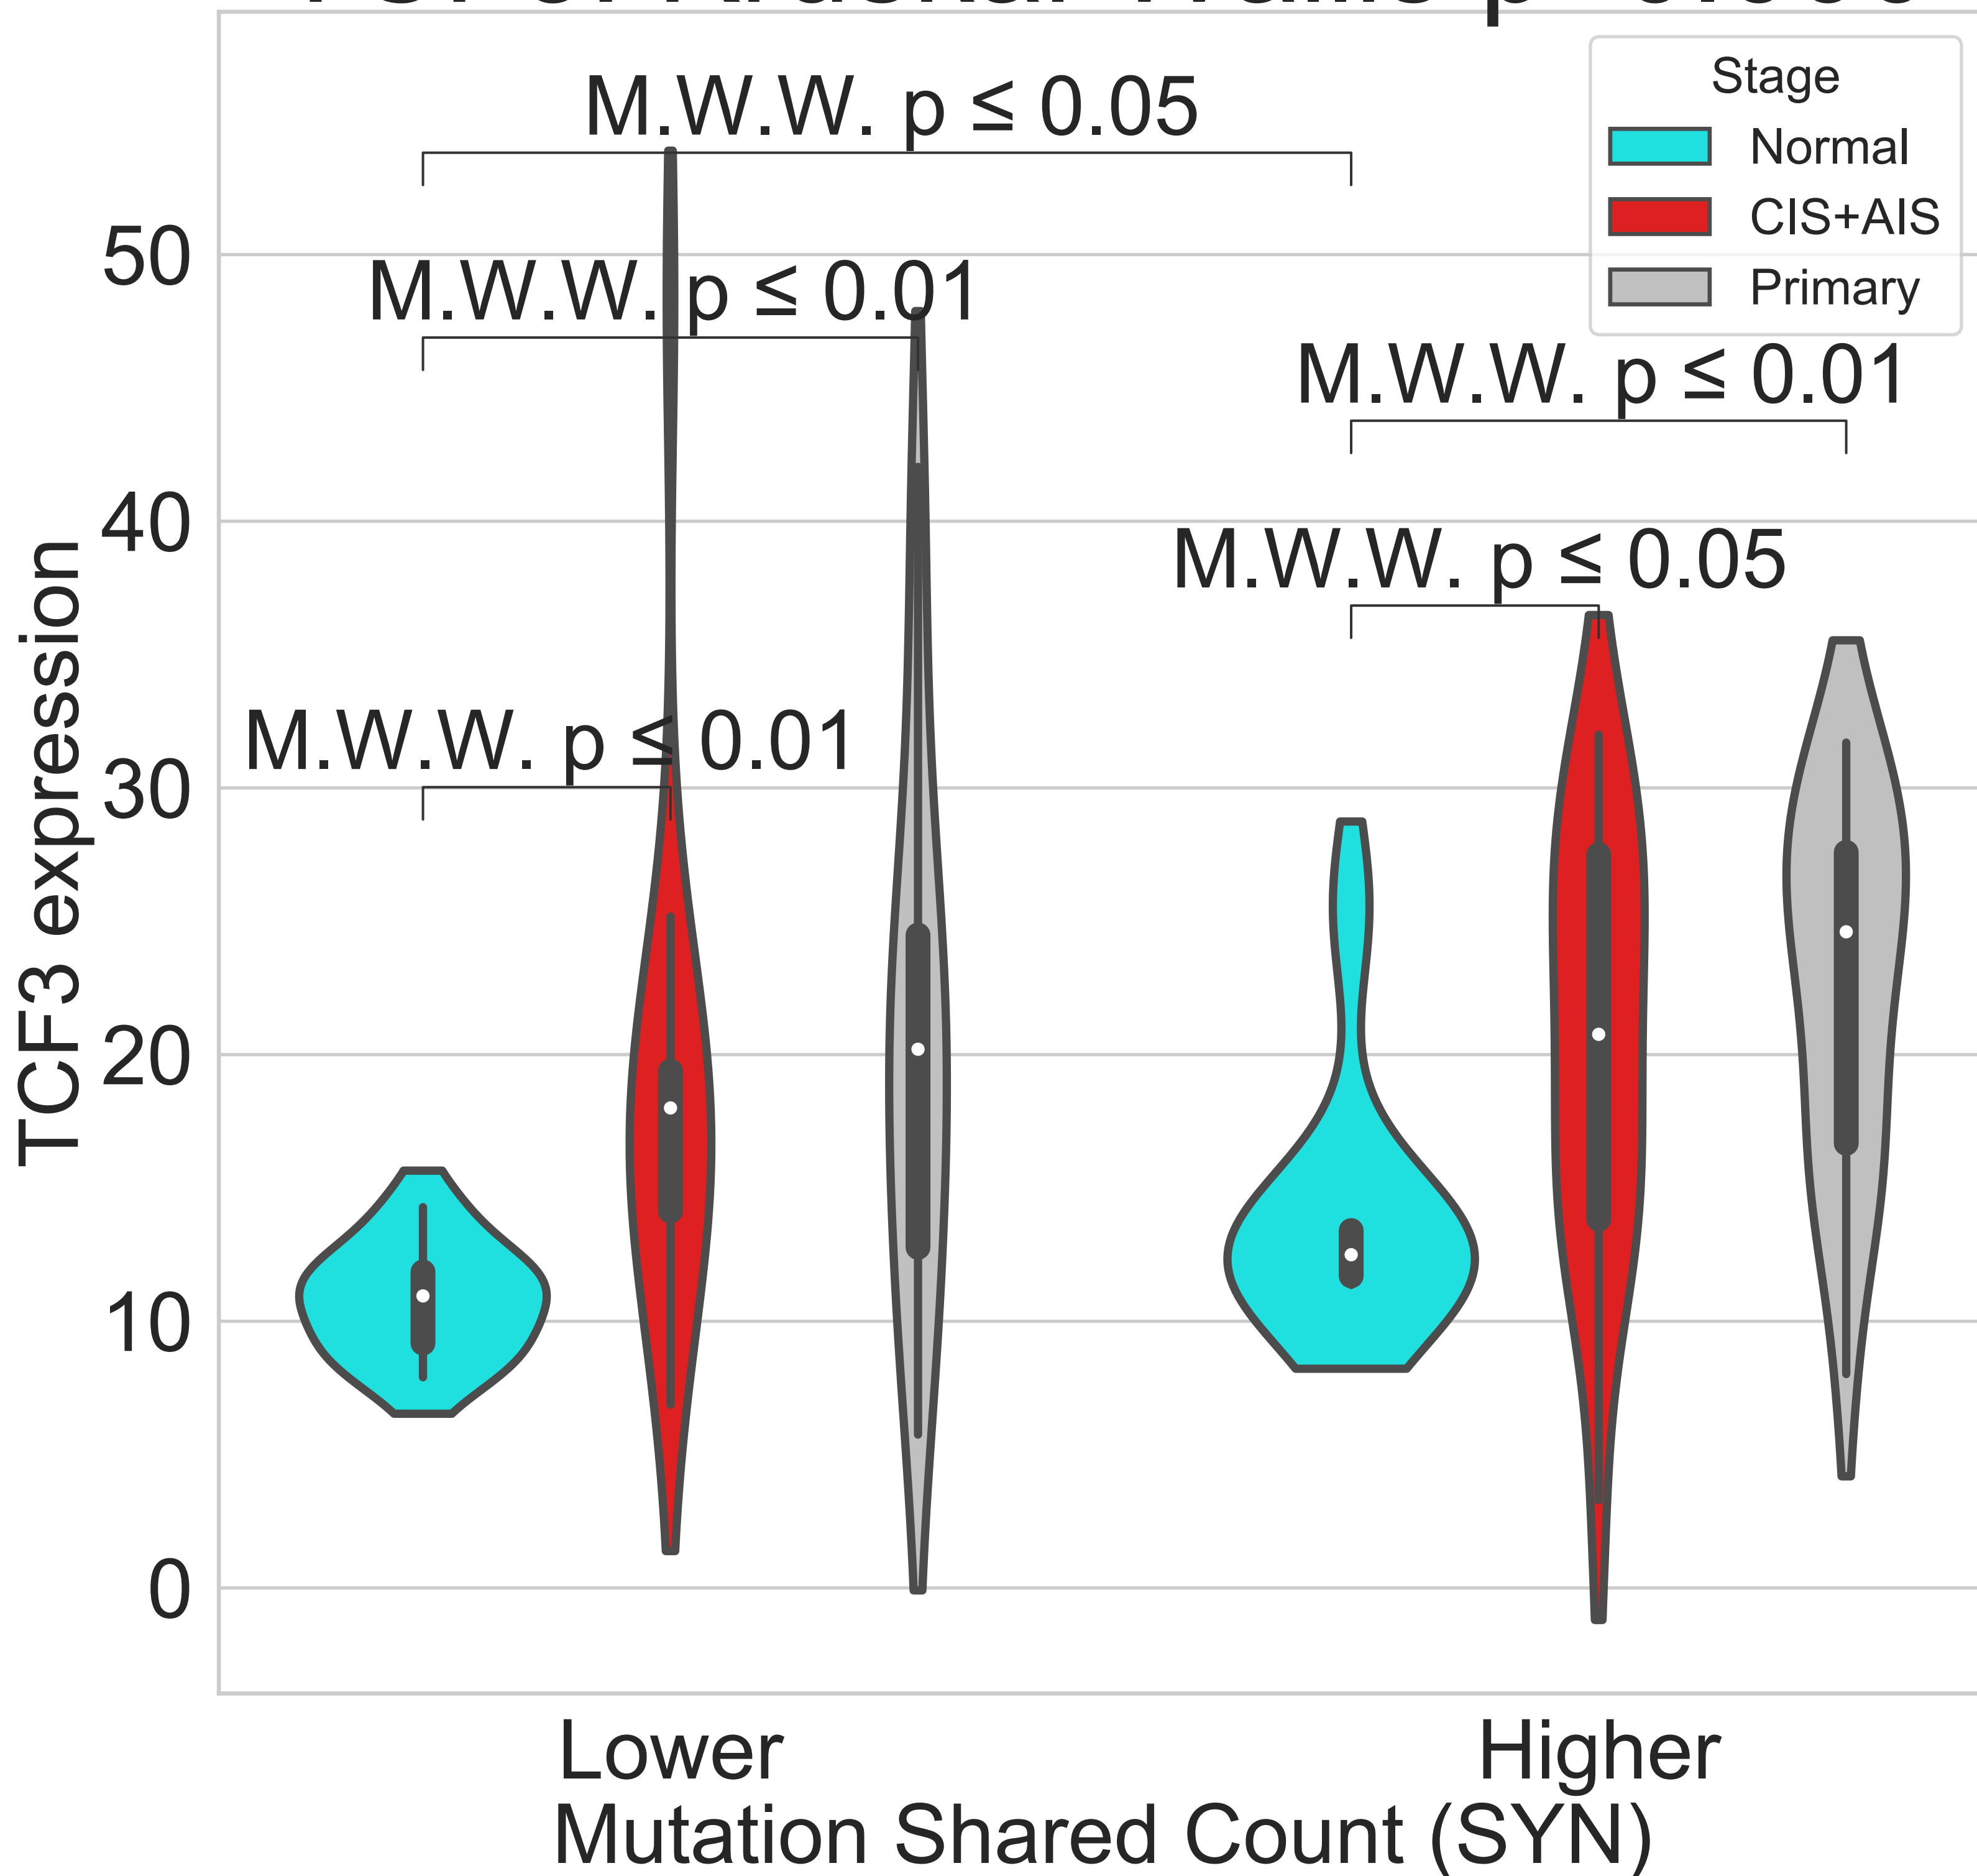 M.W.W. p ≤ 0.05
Stage
Normal
CIS+AIS
Primary
50
M.W.W. p ≤ 0.01
M.W.W. p ≤ 0.01
40
M.W.W. p ≤ 0.05
M.W.W. p ≤ 0.01
30
20
10
0
TCF3 expression
Lower
Higher
Mutation Shared Count (SYN)